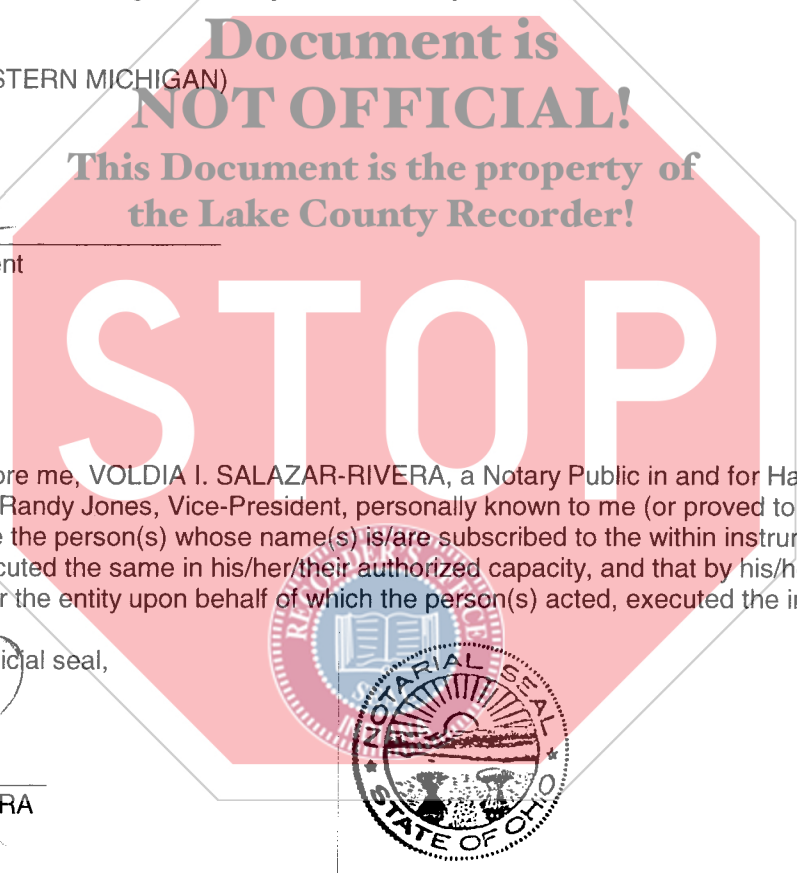 Document is
STERN MICHIGAN)
NOT OFFICIAL!
This Document is the property of
the Lake County Recorder!
ent
STOP
ore me, VOLDIA I. SALAZAR-RIVERA, a Notary Public in and for Ha
Randy Jones, Vice-President, personally known to me (or proved to
e the person(s) whose name(s) is/are subscribed to the within instru
cuted the same in his/her/their authorized capacity, and that by his/h
r the entity upon behalf of which the person(s) acted, executed the i
RECORDER'S OFFICE
SEAL
INDIANA
icial seal,
NOTARIAL SEAL
STATE OF OHIO
RA